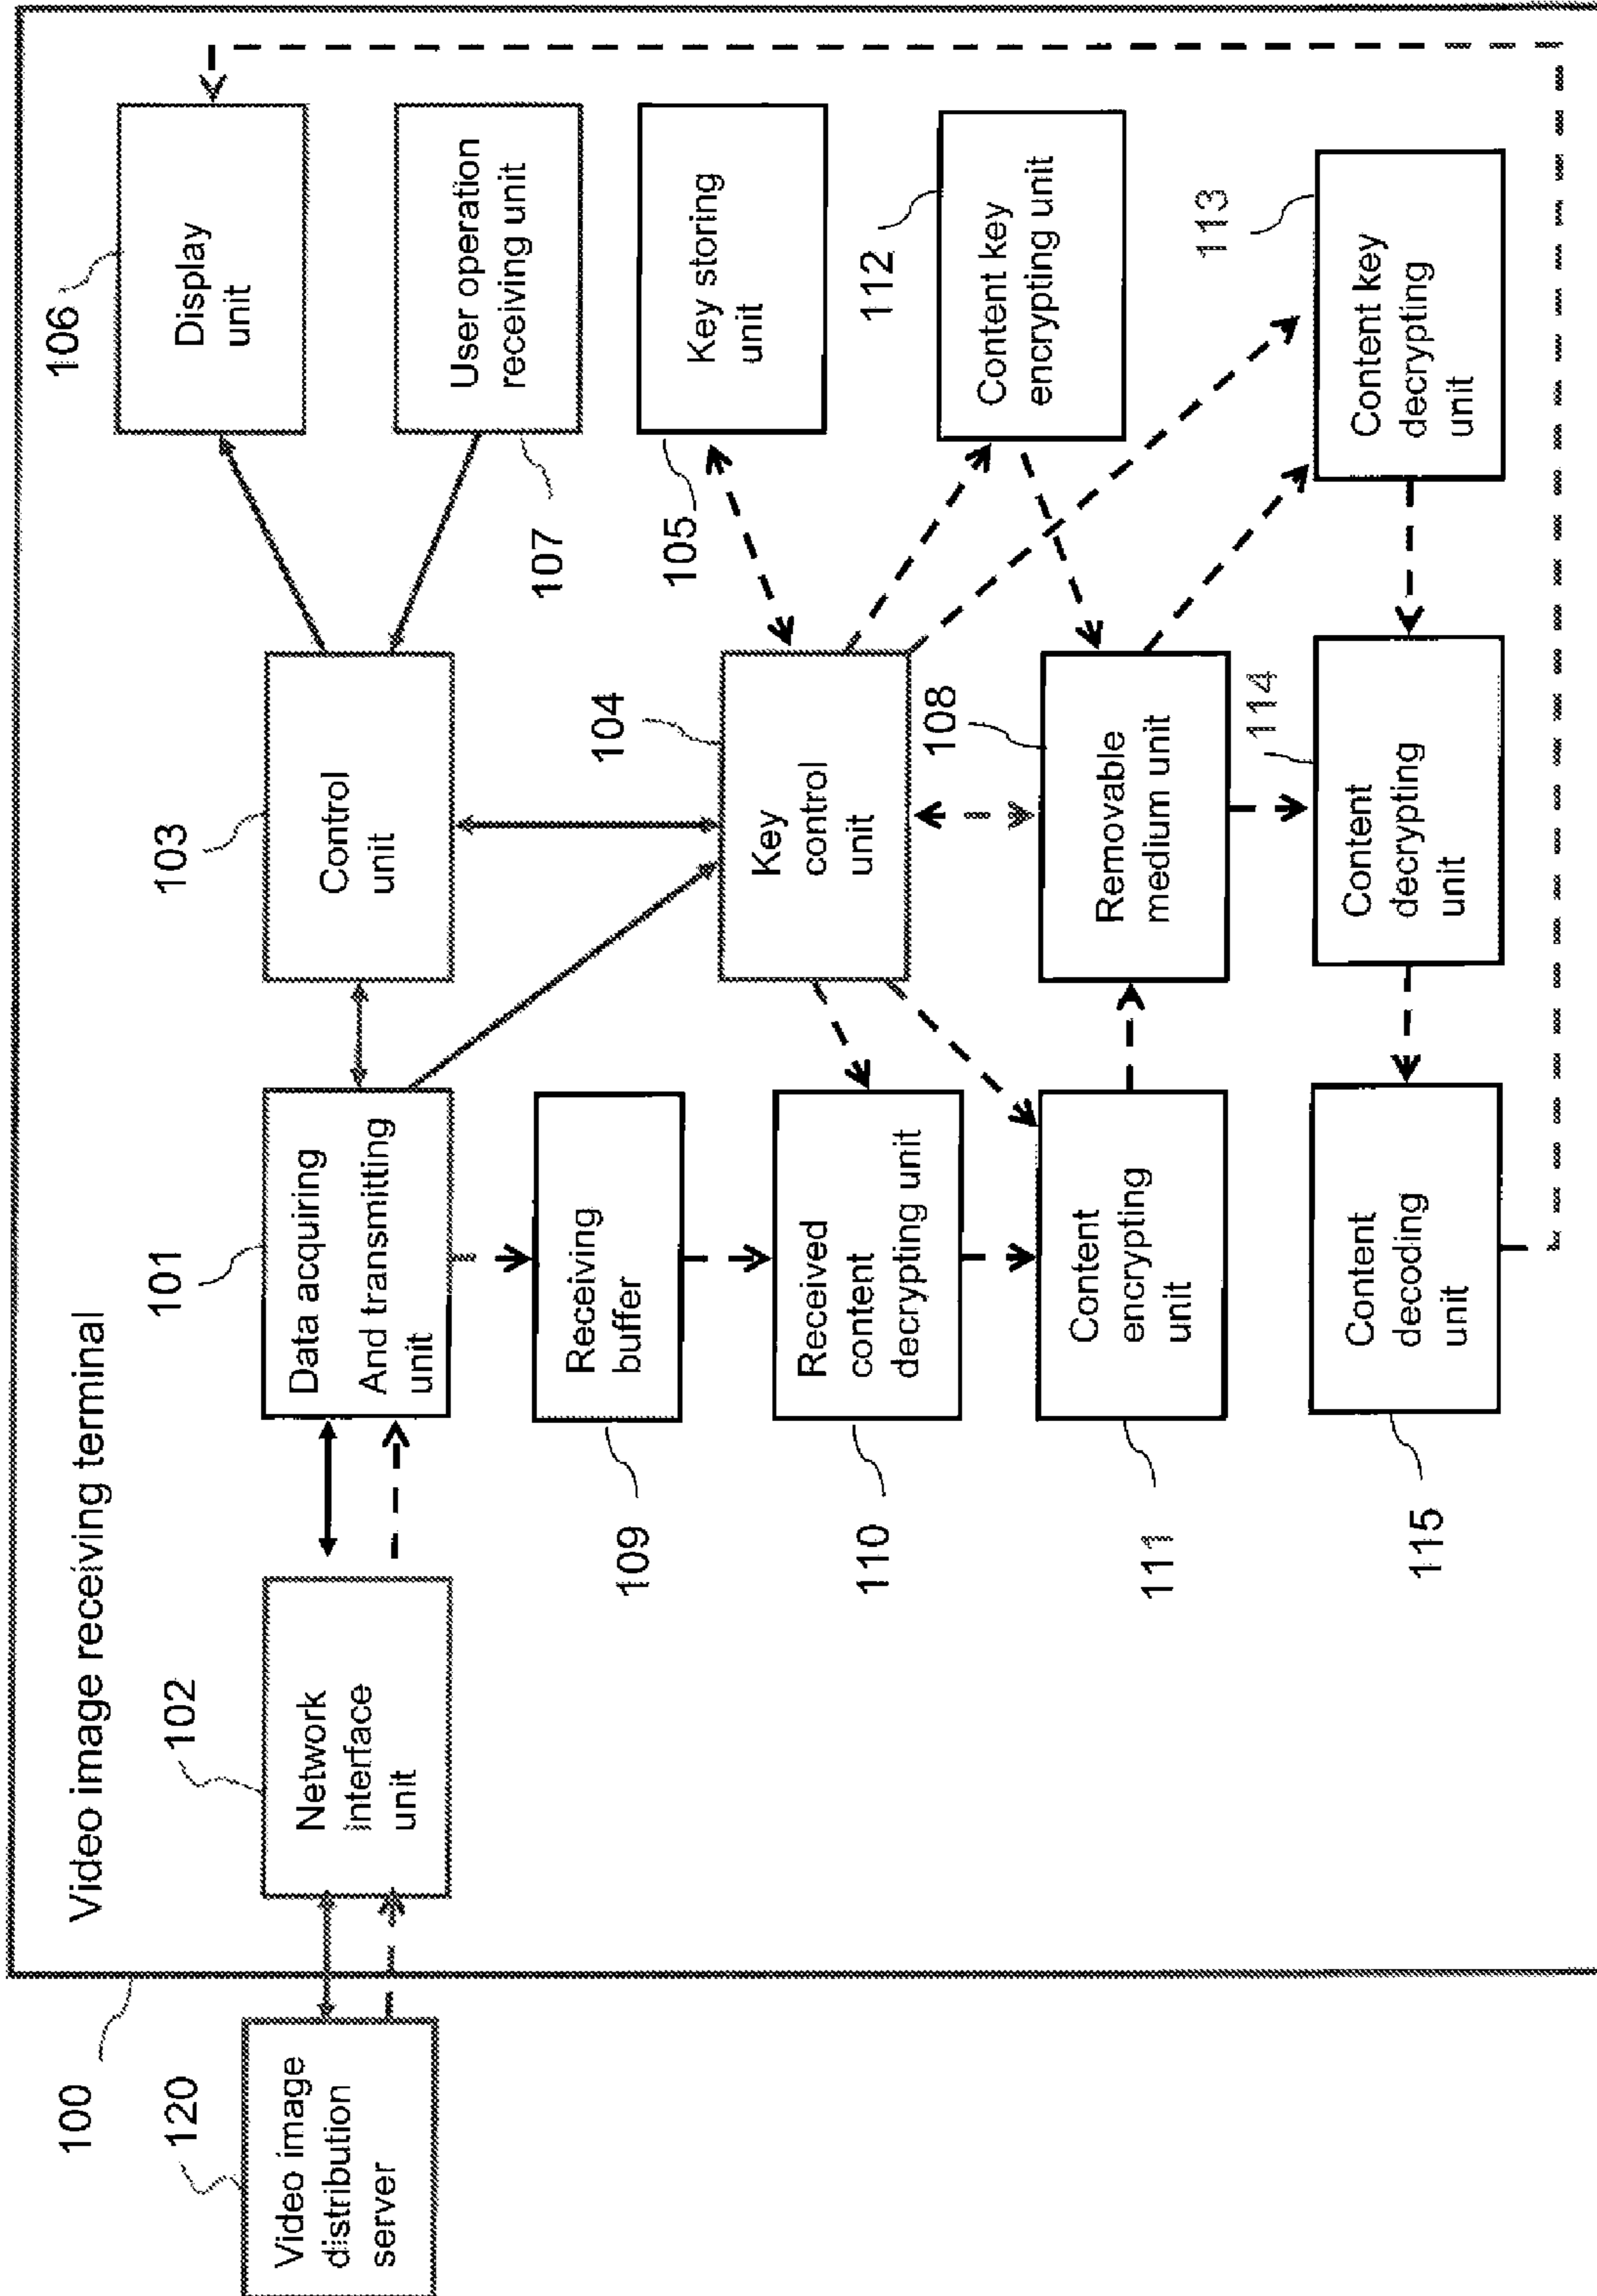 100
Video image receiving terminal
120
Video image
distribution
server
102
Network
interface
unit
101
Data acquiring
And transmitting
unit
103
Control
unit
106
Display
unit
107
User operation
receiving unit
109
Receiving
buffer
104
Key
control
unit
105
Key storing
unit
110
Received
content
decrypting unit
108
Removable
medium unit
112
Content key
encrypting unit
111
Content
encrypting
unit
114
Content
decrypting
unit
113
Content key
decrypting
unit
115
Content
decoding
unit